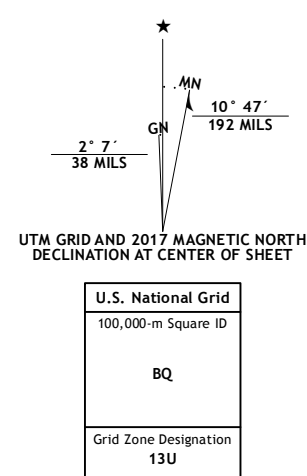 ★
MN
GN
10° 47´
192 MILS
2° 7´
38 MILS
UTM GRID AND 2017 MAGNETIC NORTH
DECLINATION AT CENTER OF SHEET
U.S. National Grid
100,000-m Square ID
BQ
Grid Zone Designation
13U